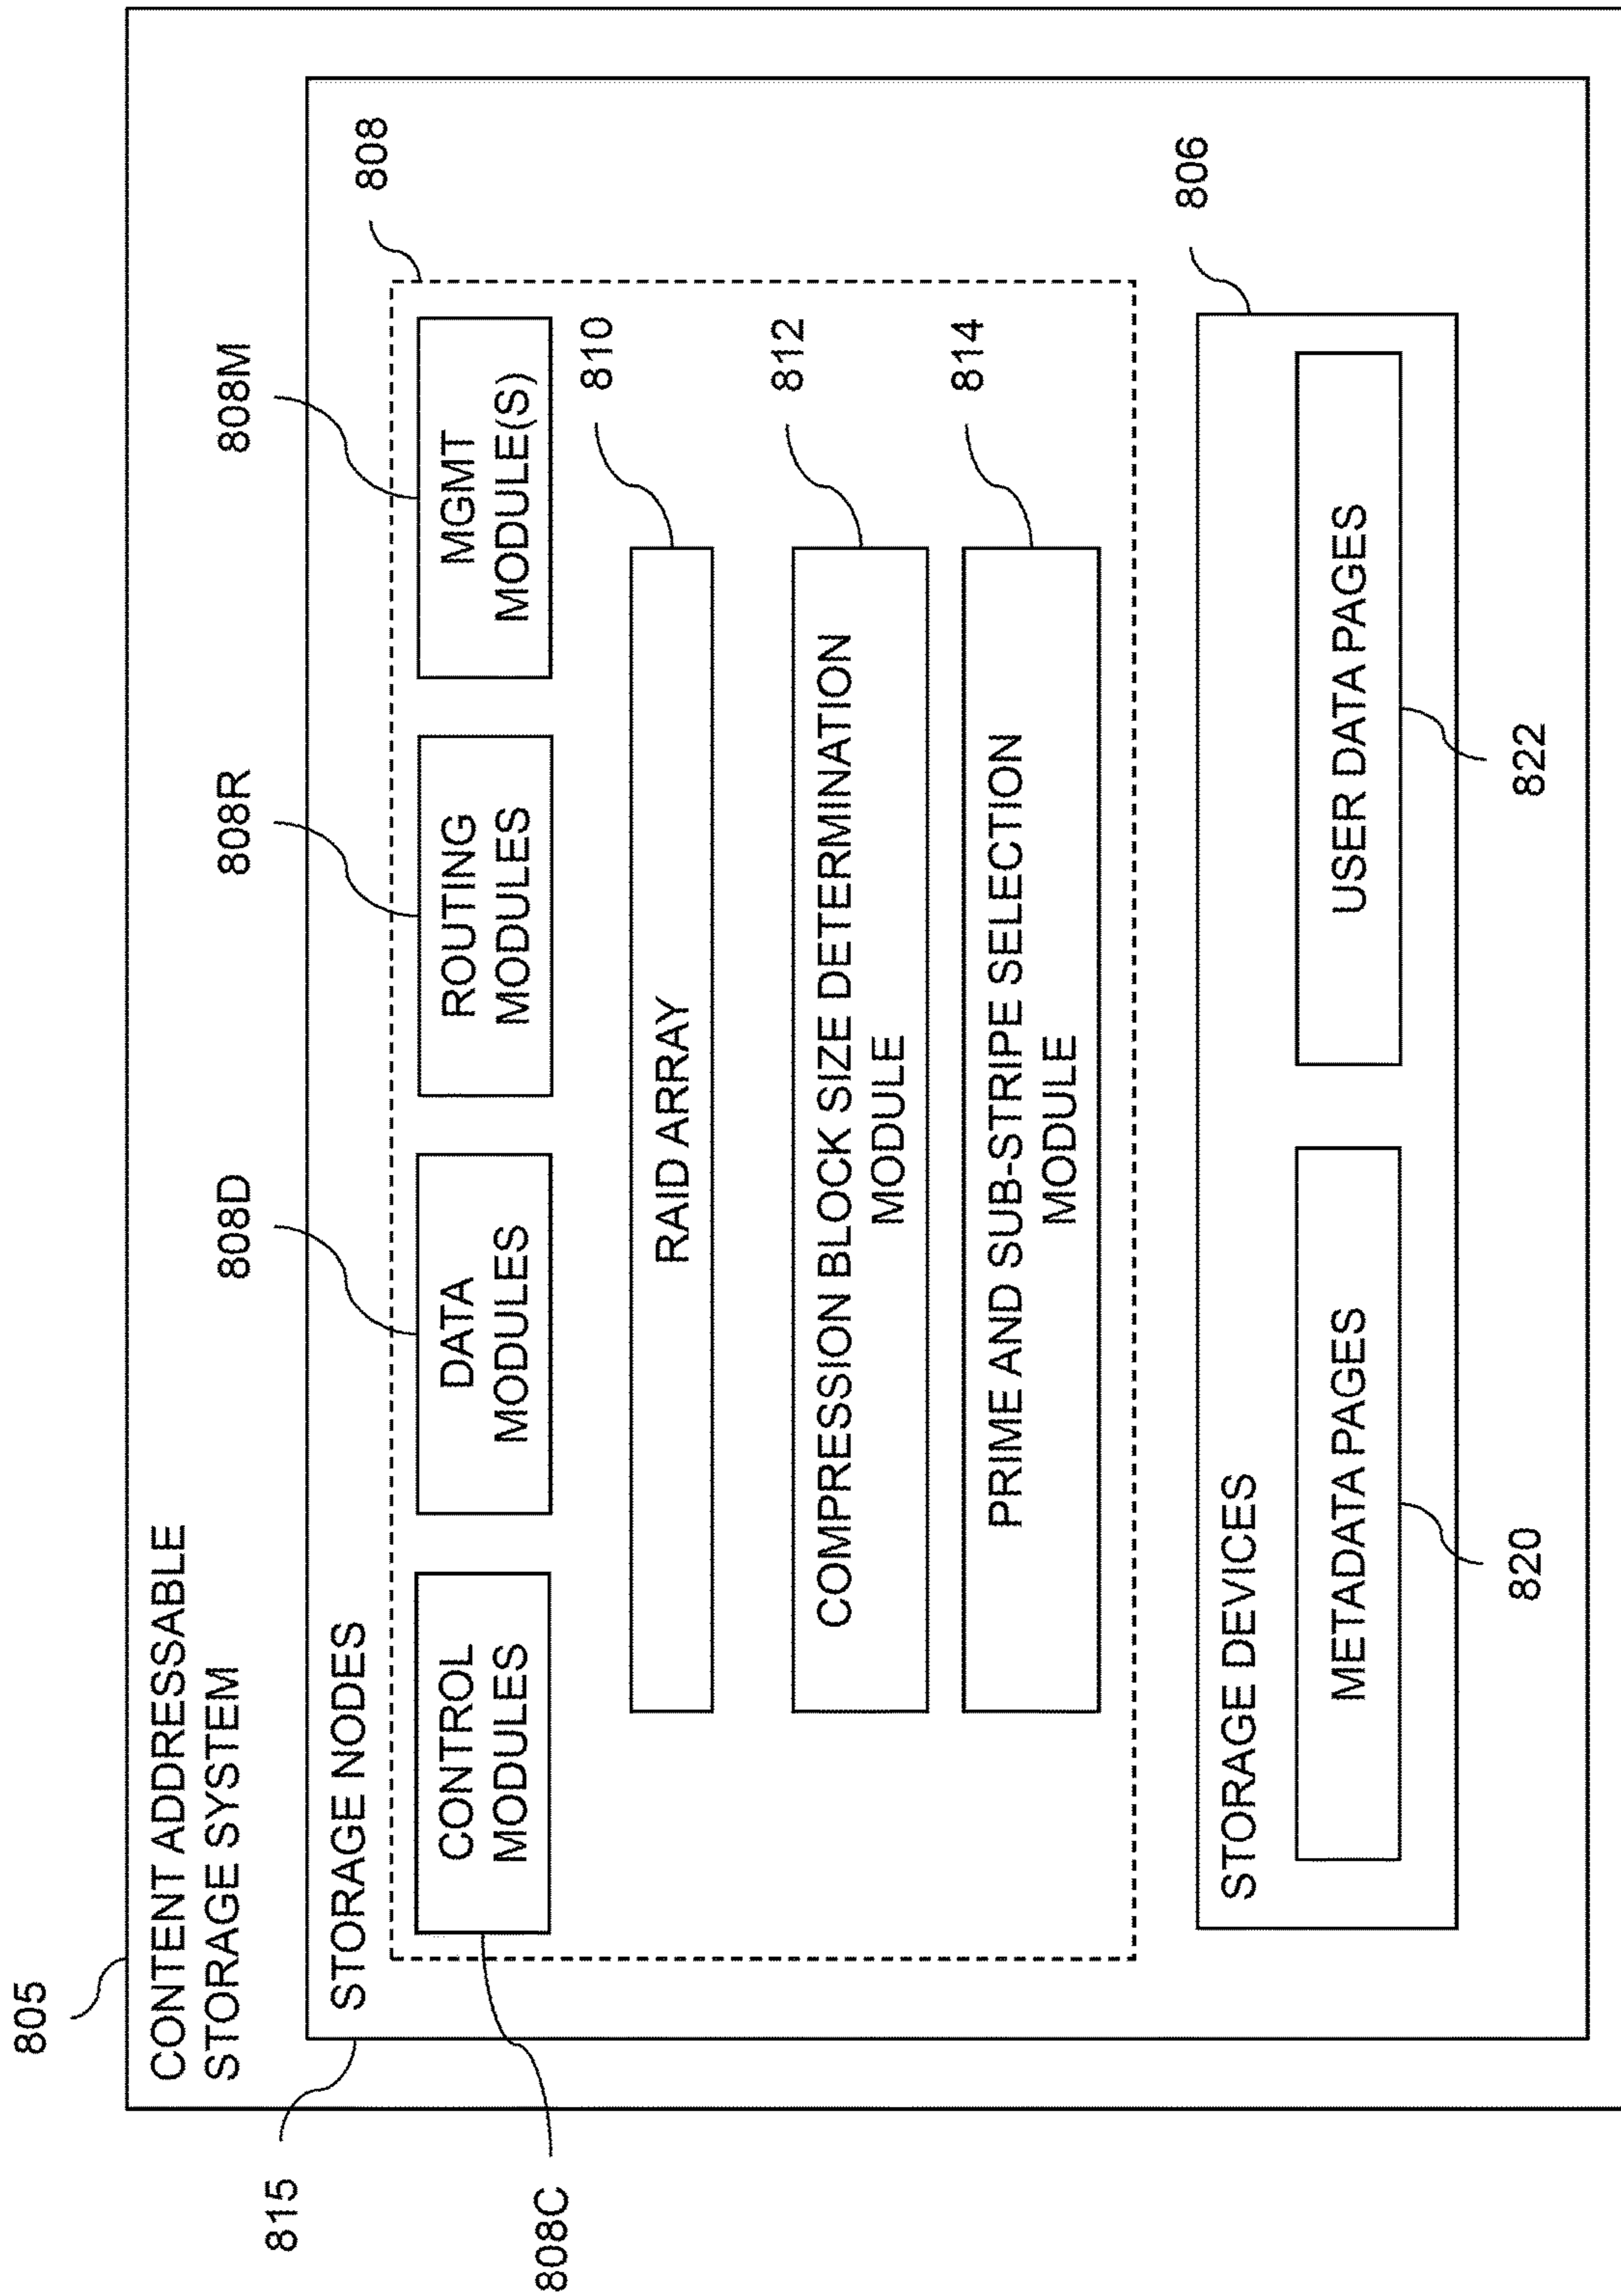 805
CONTENT ADDRESSABLE
STORAGE SYSTEM
815
STORAGE NODES
808C
808D
808R
808M
808
CONTROL
MODULES
DATA
MODULES
ROUTING
MODULES
MGMT
MODULE(S)
RAID ARRAY
810
COMPRESSION BLOCK SIZE DETERMINATION
MODULE
812
PRIME AND SUB-STRIPE SELECTION
MODULE
814
STORAGE DEVICES
806
METADATA PAGES
USER DATA PAGES
820
822